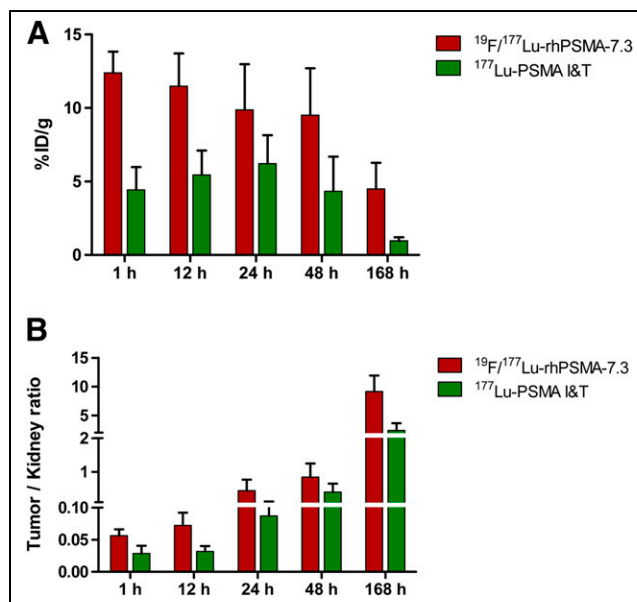 A
15
10
5
0
%ID/g
1 h 12 h 24 h 48 h 168 h
¹⁹F/¹⁷⁷Lu-rhPSMA-7.3
¹⁷⁷Lu-PSMA I&T
B
15
10
5
2
1
0.10
0.05
0.00
Tumor / Kidney ratio
1 h 12 h 24 h 48 h 168 h
¹⁹F/¹⁷⁷Lu-rhPSMA-7.3
¹⁷⁷Lu-PSMA I&T